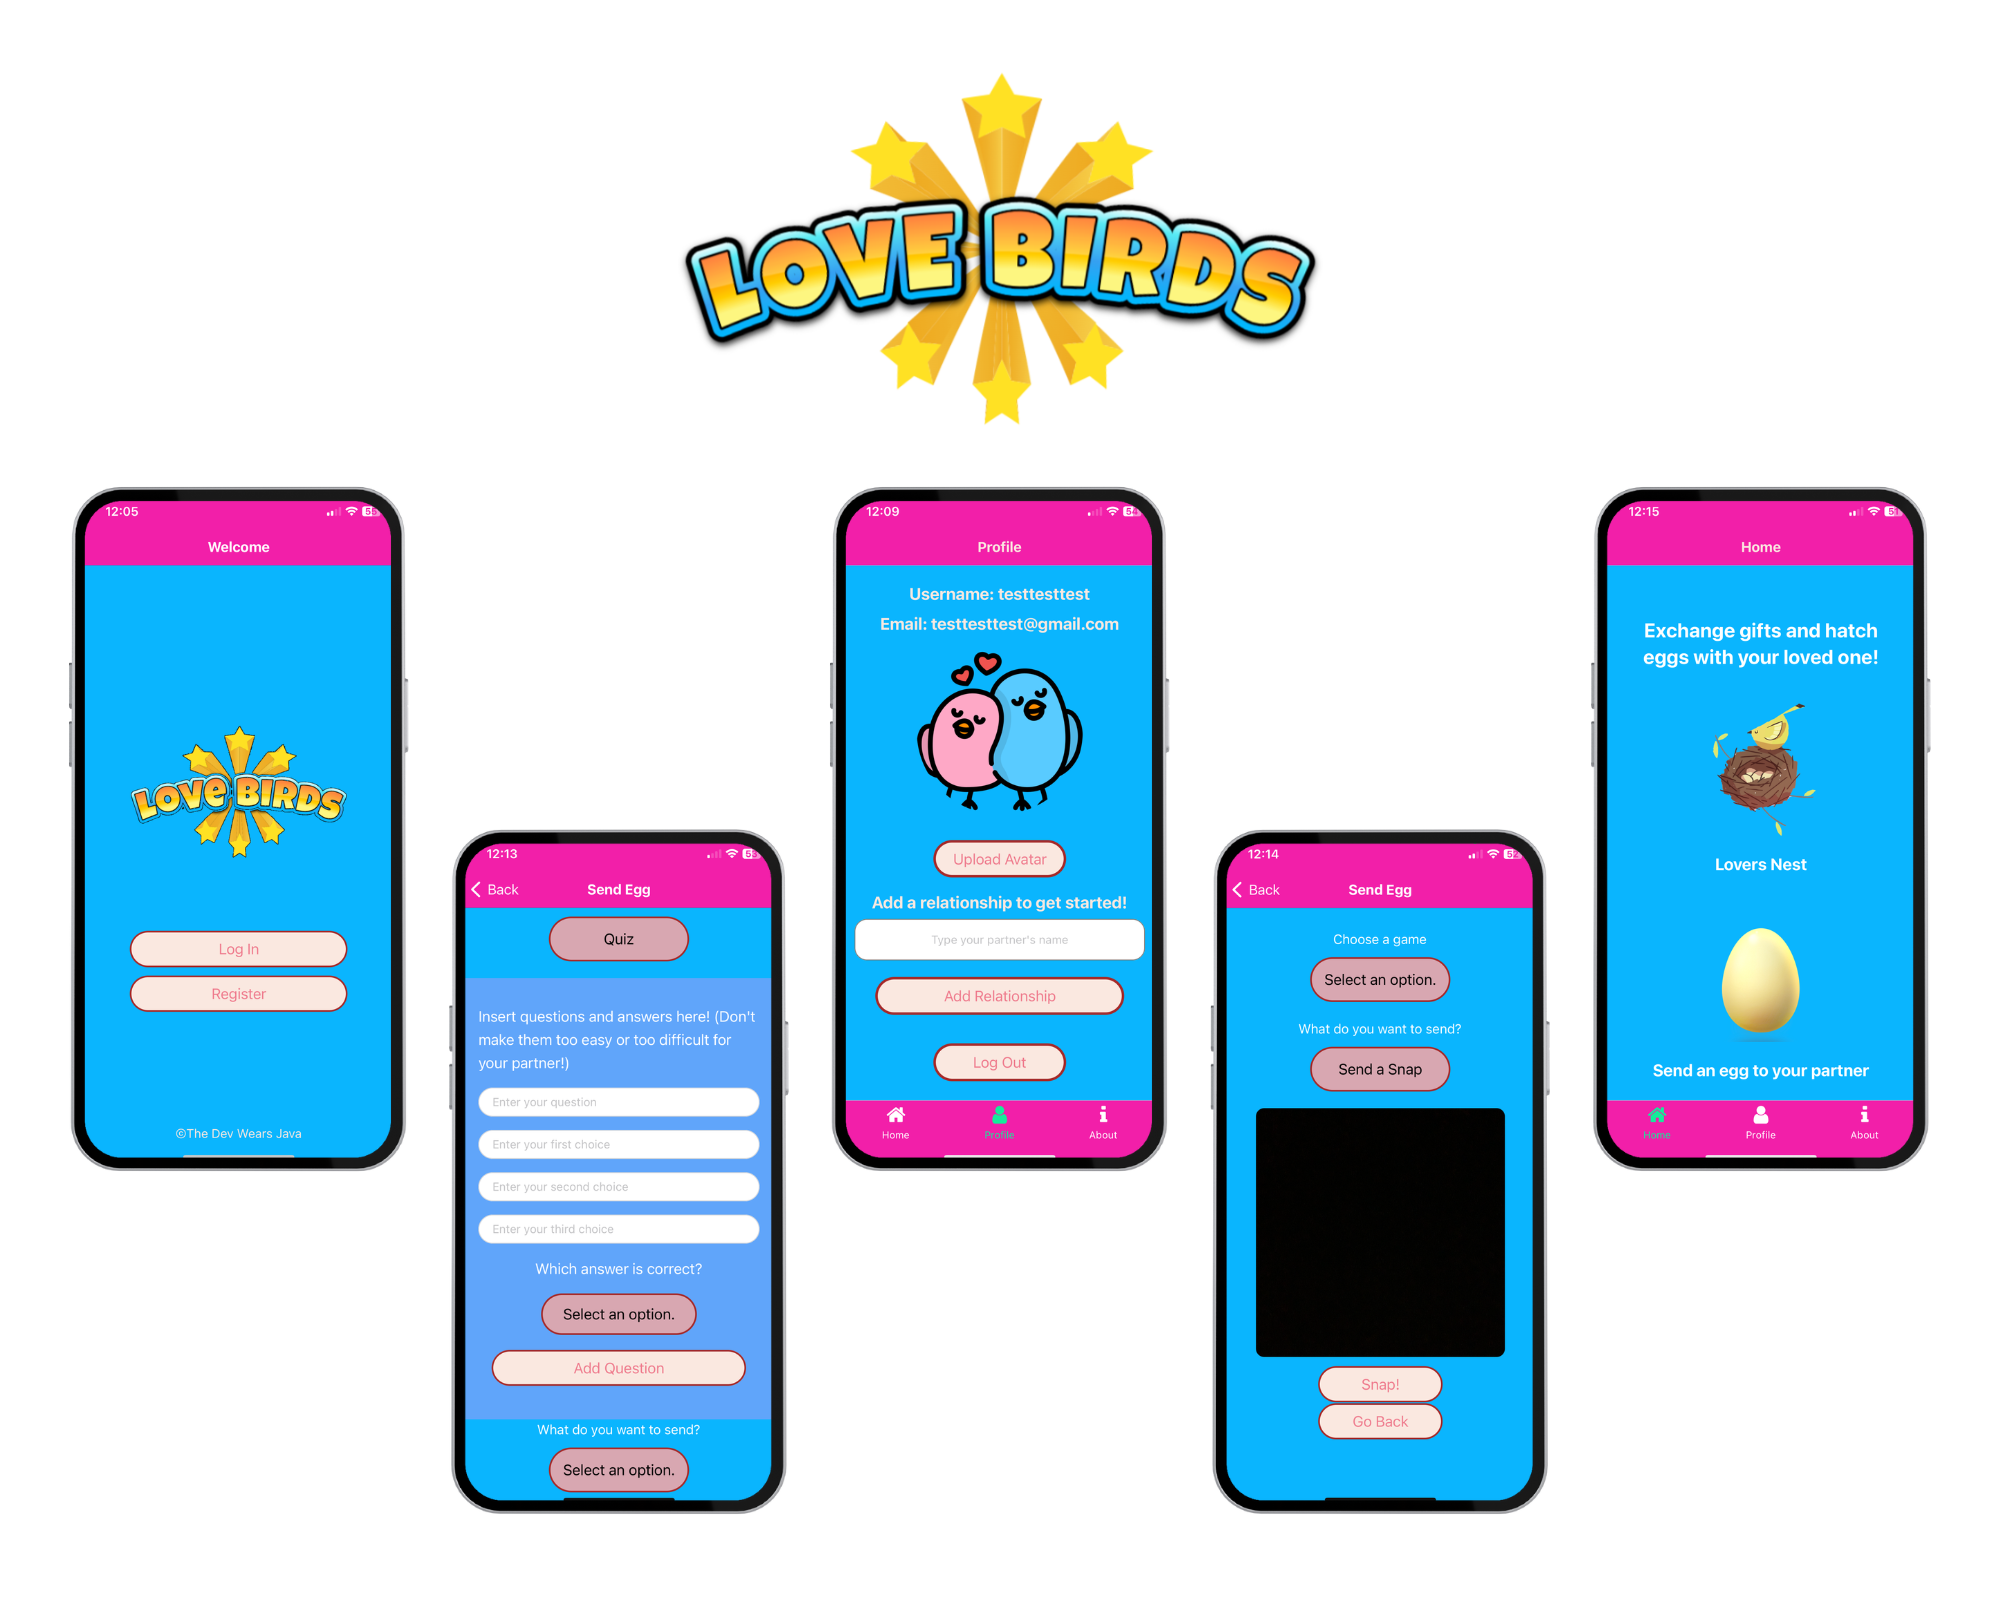 LOVE BIRDS
12:05
55
Welcome
LOVE BIRDS
Log In
Register
©The Dev Wears Java
12:13
53
Back
Send Egg
Quiz
Insert questions and answers here! (Don't
make them too easy or too difficult for
your partner!)
Enter your question
Enter your first choice
Enter your second choice
Enter your third choice
Which answer is correct?
Select an option.
Add Question
What do you want to send?
Select an option.
12:09
54
Profile
Username: testtesttest
Email: testtesttest@gmail.com
Upload Avatar
Add a relationship to get started!
Type your partner's name
Add Relationship
Log Out
Home
Profile
About
12:14
52
Back
Send Egg
Choose a game
Select an option.
What do you want to send?
Send a Snap
Snap!
Go Back
12:15
51
Home
Exchange gifts and hatch
eggs with your loved one!
Lovers Nest
Send an egg to your partner
Home
Profile
About